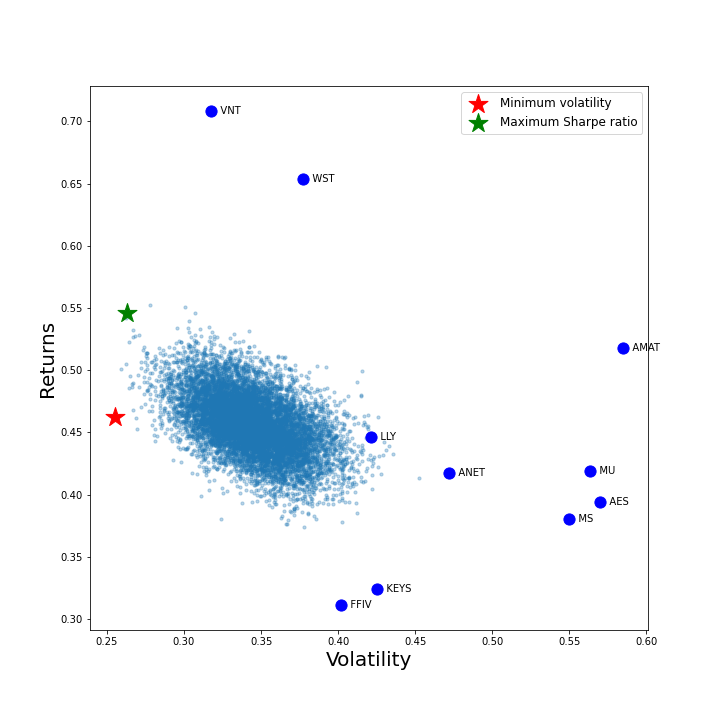 Minimum volatility
Maximum Sharpe ratio
0.70
VNT
0.65
WST
0.60
0.55
AMAT
0.50
Returns
0.45
LLY
ANET
MU
0.40
AES
MS
0.35
KEYS
FFIV
0.30
0.25 0.30 0.35 0.40 0.45 0.50 0.55 0.60
Volatility